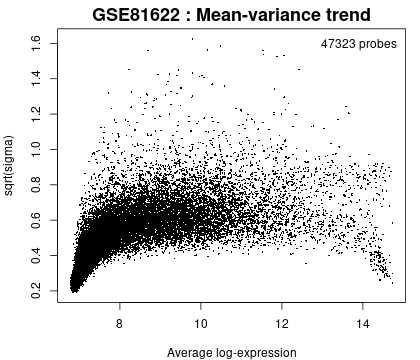 GSE81622 : Mean-variance trend
47323 probes
sqrt(sigma)
1.6
1.4
1.2
1.0
0.8
0.6
0.4
0.2
8 10 12 14
Average log-expression